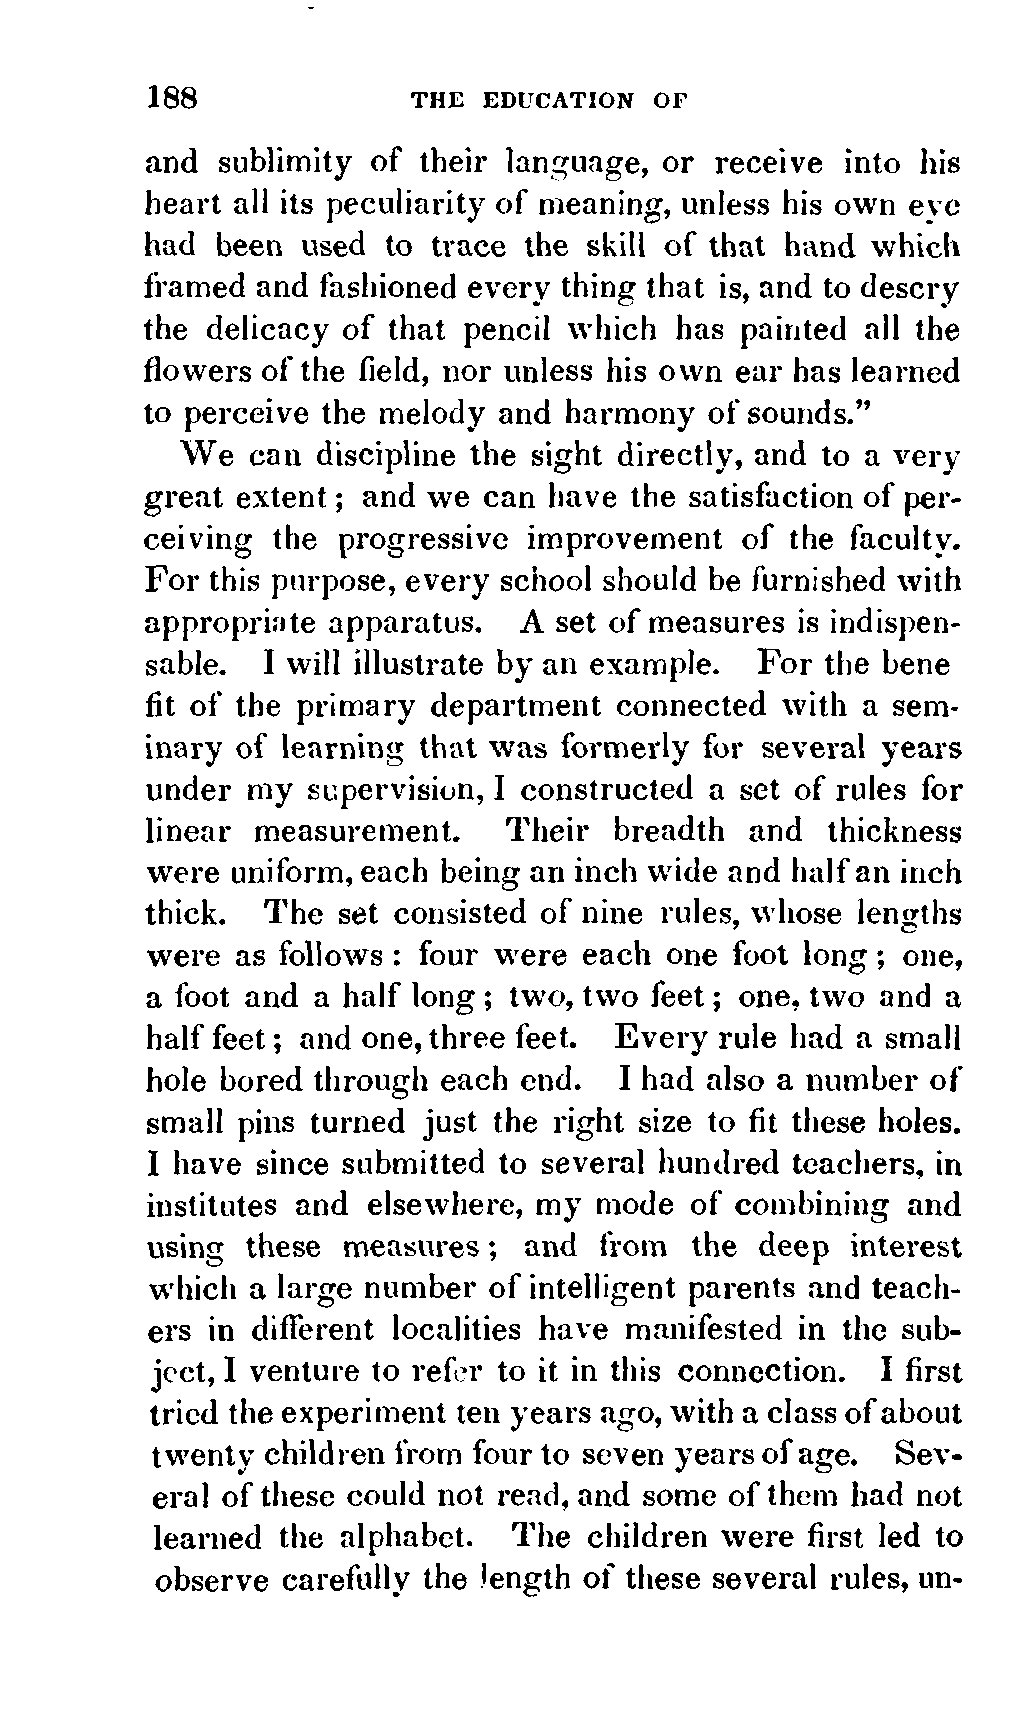 188 THE EDUCATION OF
and sublimity of their language, or receive into his
heart all its peculiarity of meaning, unless his own eye
had been used to trace the skill of that hand which
framed and fashioned every thing that is, and to descry
the delicacy of that pencil which has painted all the
flowers of the field, nor unless his own ear has learned
to perceive the melody and harmony of sounds.”
We can discipline the sight directly, and to a very
great extent; and we can have the satisfaction of per-
ceiving the progressive improvement of the faculty.
For this purpose, every school should be furnished with
appropriate apparatus. A set of measures is indispen-
sable. I will illustrate by an example. For the bene
fit of the primary department connected with a sem-
inary of learning that was formerly for several years
under my supervision, I constructed a set of rules for
linear measurement. Their breadth and thickness
were uniform, each being an inch wide and half an inch
thick. The set consisted of nine rules, whose lengths
were as follows: four were each one foot long; one,
a foot and a half long; two, two feet; one, two and a
half feet; and one, three feet. Every rule had a small
hole bored through each end. I had also a number of
small pins turned just the right size to fit these holes.
I have since submitted to several hundred teachers, in
institutes and elsewhere, my mode of combining and
using these measures; and from the deep interest
which a large number of intelligent parents and teach-
ers in different localities have manifested in the sub-
ject, I venture to refer to it in this connection. I first
tried the experiment ten years ago, with a class of about
twenty children from four to seven years of age. Sev-
eral of these could not read, and some of them had not
learned the alphabet. The children were first led to
observe carefully the length of these several rules, un-